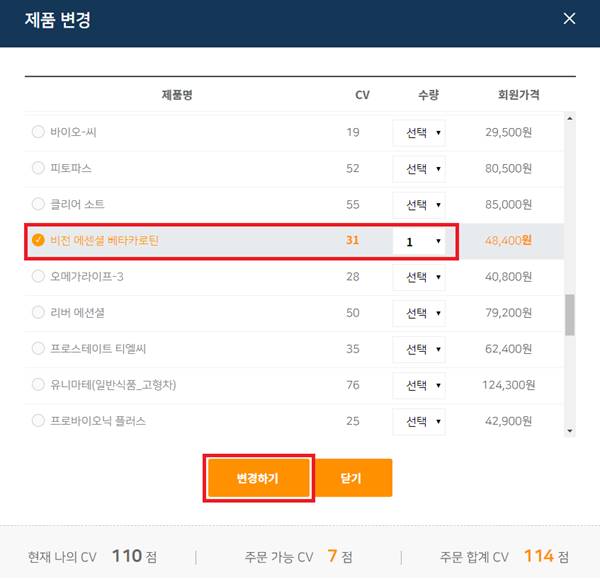 제품 변경
제품명 CV 수량 회원가격
바이오-씨 19 선택 29,500원
피토파스 52 선택 80,500원
클리어 소트 55 선택 85,000원
비전 에센셜 베타카로틴 31 1 48,400원
오메가라이프-3 28 선택 40,800원
리버 에션셜 50 선택 79,200원
프로스테이트 티엘씨 35 선택 62,400원
유니마테(일반식품_고형차) 76 선택 124,300원
프로바이오닉 플러스 25 선택 42,900원
변경하기 닫기
현재 나의 CV 110 점 주문 가능 CV 7 점 주문 합계 CV 114 점